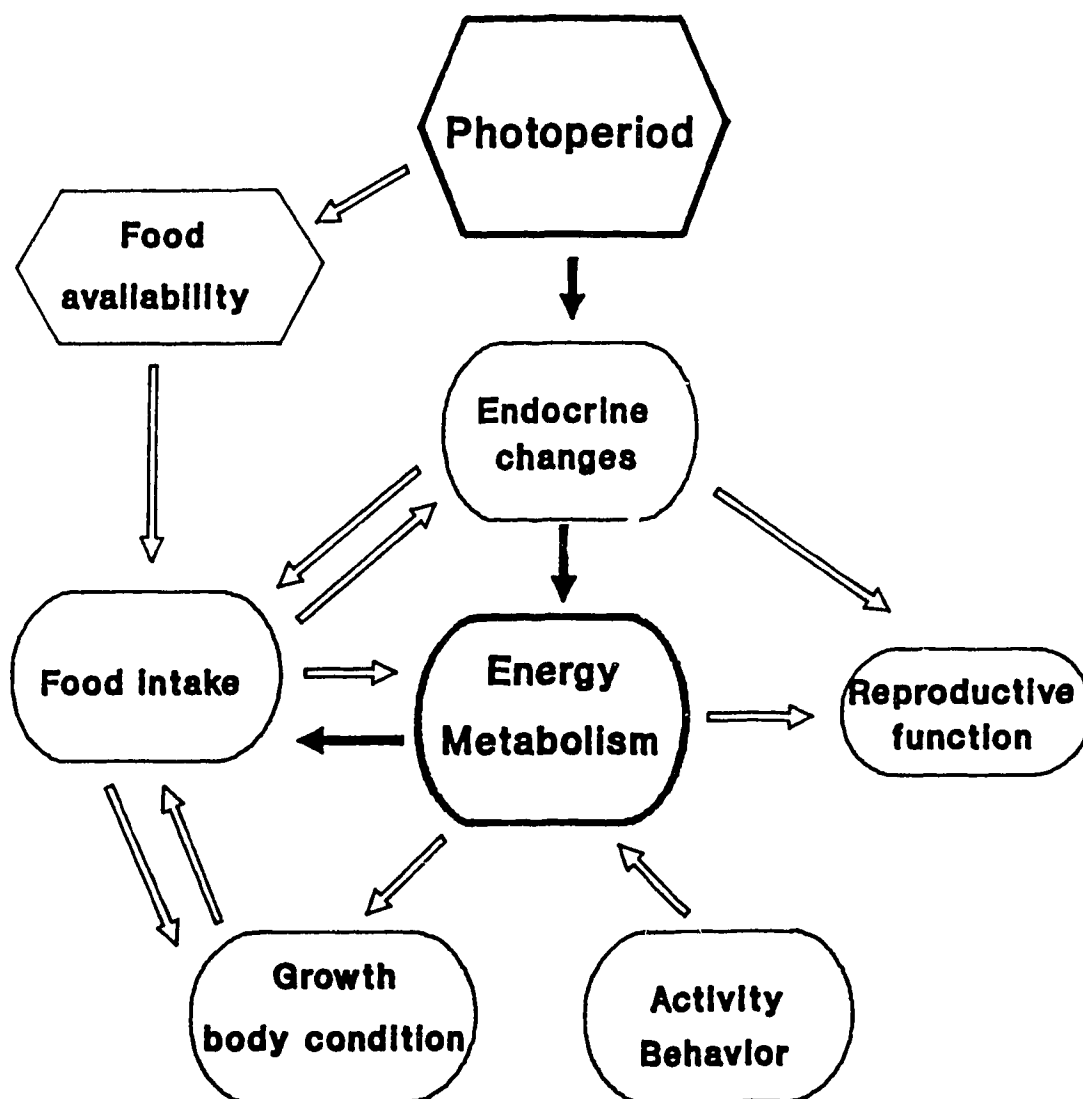 Photoperiod
Food
availability
Endocrine
changes
Food intake
Energy
Metabolism
Reproductive
function
Growth
body condition
Activity
Behavior